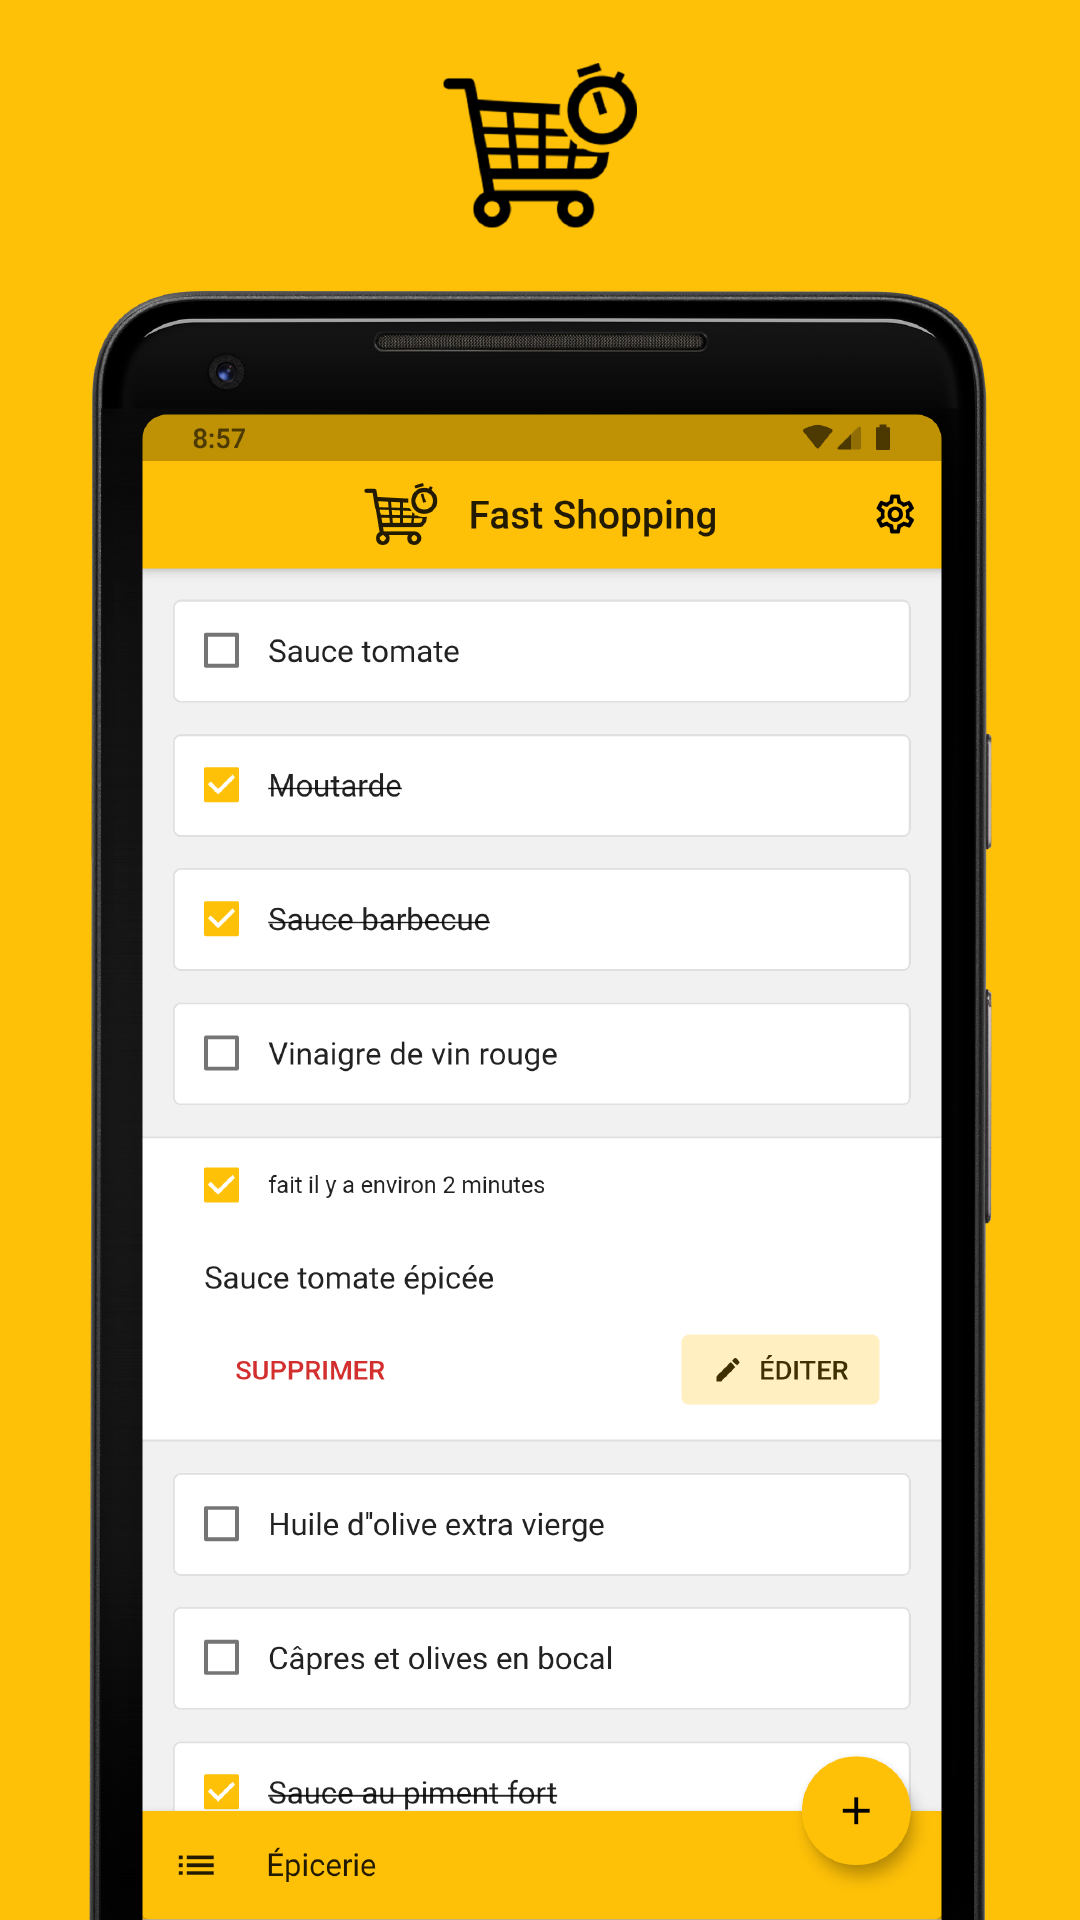 8:57
Fast Shopping
Sauce tomate
Moutarde
Sauce barbecue
Vinaigre de vin rouge
fait il y a environ 2 minutes
Sauce tomate épicée
SUPPRIMER
ÉDITER
Huile d"olive extra vierge
Câpres et olives en bocal
Sauce au piment fort
Épicerie